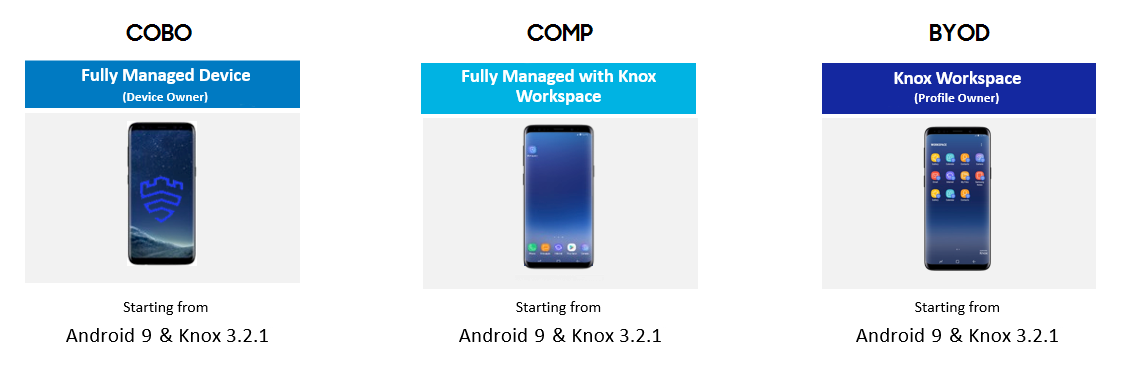 COBO
Fully Managed Device
(Device Owner)
Starting from
Android 9 & Knox 3.2.1
COMP
Fully Managed with Knox
Workspace
Starting from
Android 9 & Knox 3.2.1
BYOD
Knox Workspace
(Profile Owner)
WORKSPACE
Starting from
Android 9 & Knox 3.2.1